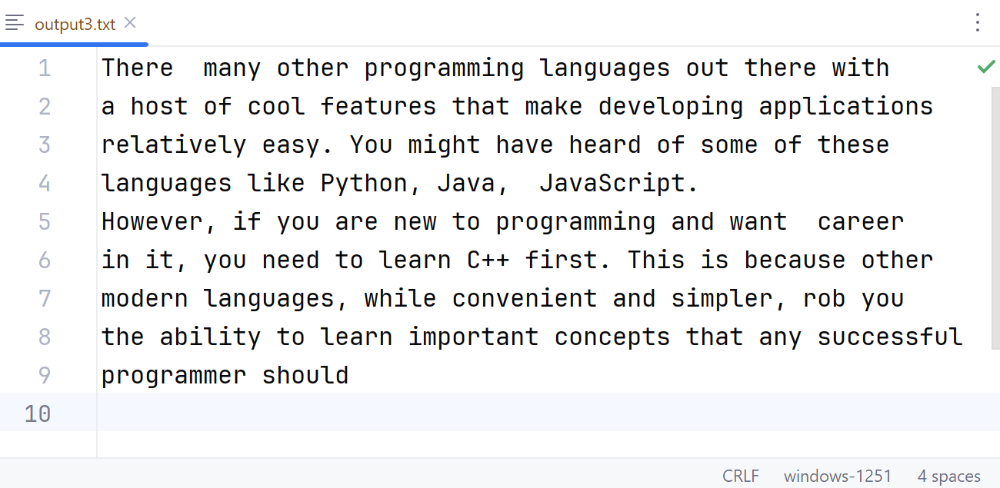 output3.txt
1 There  many other programming languages out there with
2 a host of cool features that make developing applications
3 relatively easy. You might have heard of some of these
4 languages like Python, Java,  JavaScript.
5 However, if you are new to programming and want  career
6 in it, you need to learn C++ first. This is because other
7 modern languages, while convenient and simpler, rob you
8 the ability to learn important concepts that any successful
9 programmer should
10
CRLF windows-1251 4 spaces